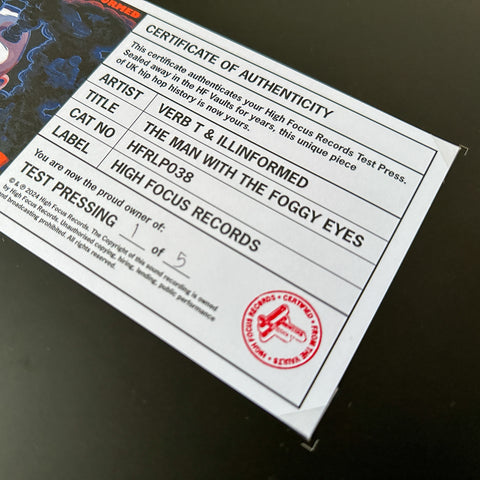 ORMED
CERTIFICATE OF AUTHENTICITY
This certificate authenticates your High Focus Records Test Press.
Sealed away in the HF Vaults for years, this unique piece
of UK hip hop history is now yours.
ARTIST VERB T & ILLINFORMED
TITLE THE MAN WITH THE FOGGY EYES
CAT NO HFRLP038
LABEL HIGH FOCUS RECORDS
You are now the proud owner of:
TEST PRESSING 1 of 5
© & ℗ 2024 High Focus Records. The Copyright of this sound recording is owned
by High Focus Records. Unauthorised copying, hiring, lending, public performance
and broadcasting prohibited. All rights reserved.
HIGH FOCUS RECORDS • CERTIFIED • FROM THE VAULTS •